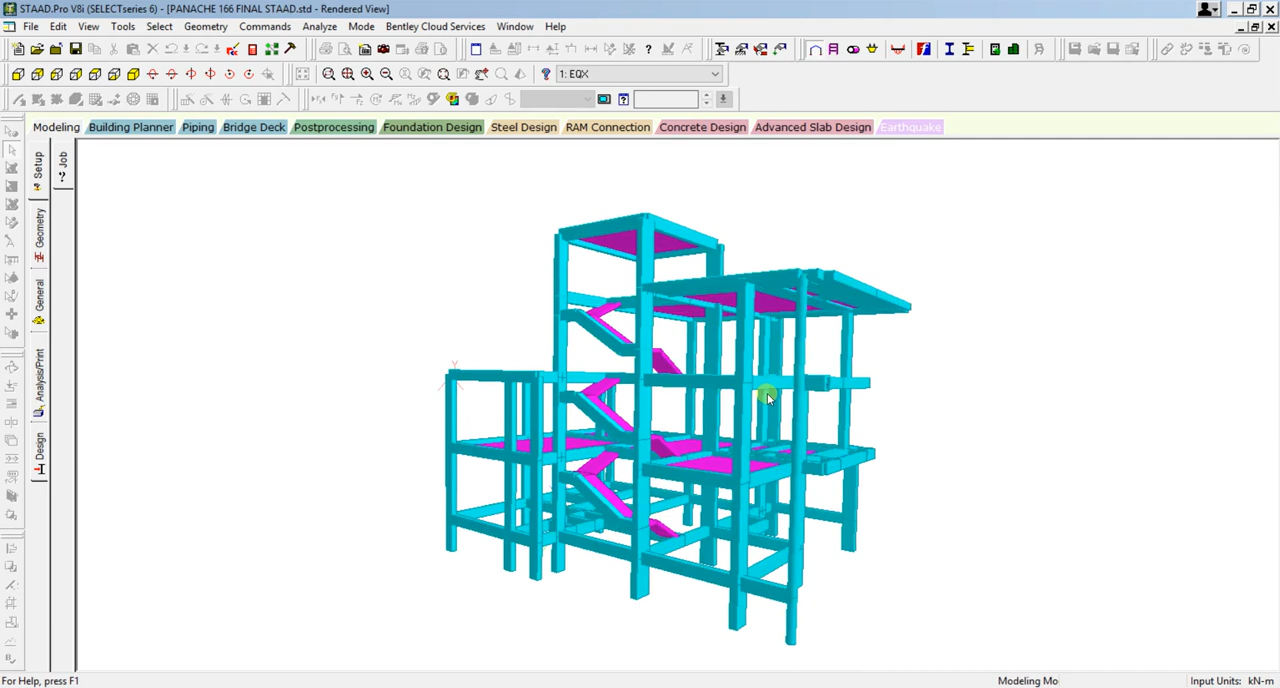 STAAD.Pro V8i (SELECTseries 6) - [PANACHE 166 FINAL STAAD.std - Rendered View]
File Edit View Tools Select Geometry Commands Analyze Mode Bentley Cloud Services Window Help
1: EQX
Modeling Building Planner Piping Bridge Deck Postprocessing Foundation Design Steel Design RAM Connection Concrete Design Advanced Slab Design Earthquake
Setup
Job
Geometry
General
Analysis/Print
Design
Y
For Help, press F1
Modeling Mo
Input Units: kN-m